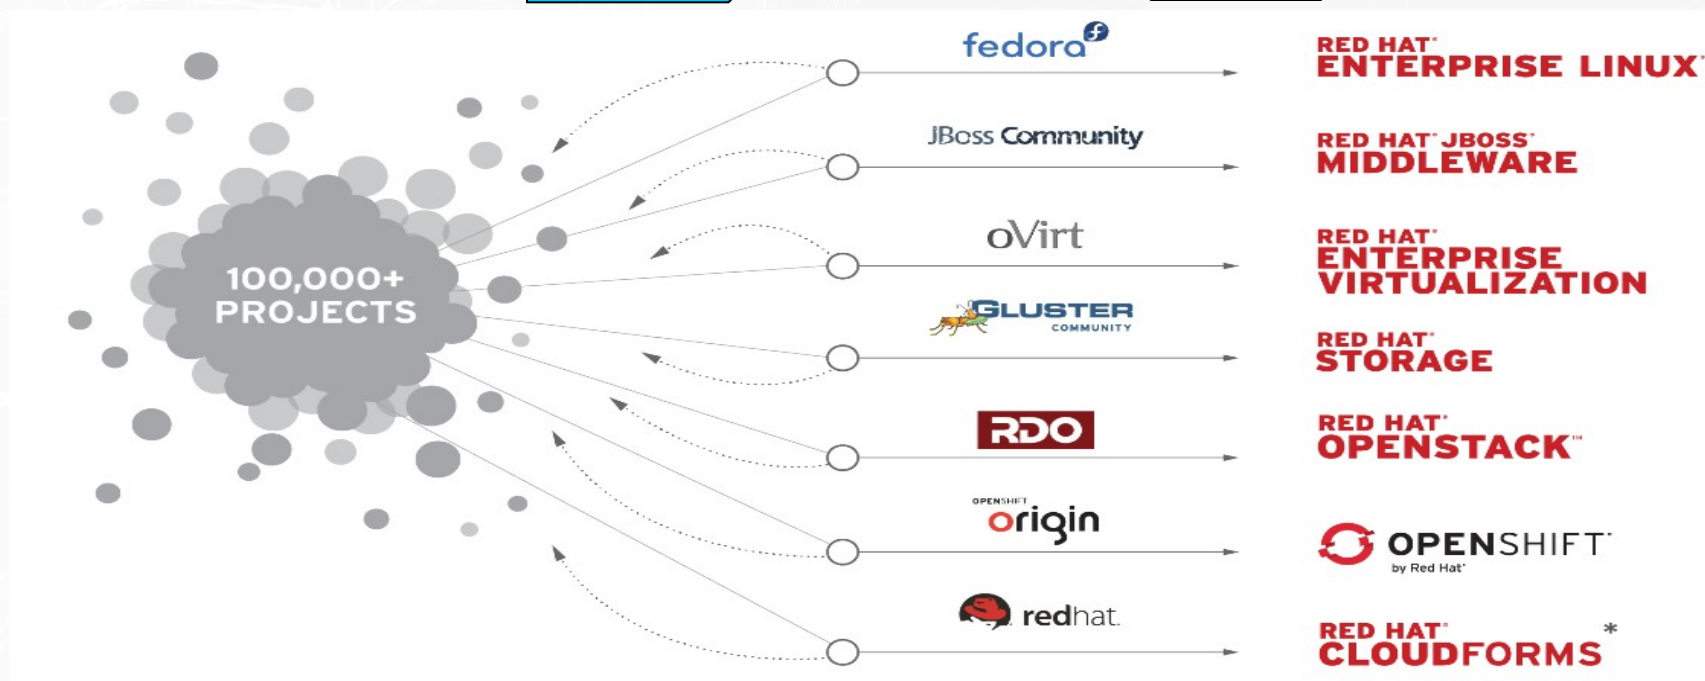 100,000+
PROJECTS
fedora
RED HAT®
ENTERPRISE LINUX®
JBoss Community
RED HAT® JBOSS®
MIDDLEWARE
oVirt
RED HAT®
ENTERPRISE
VIRTUALIZATION
GLUSTER
COMMUNITY
RED HAT®
STORAGE
RDO
RED HAT®
OPENSTACK™
OPENSHIFT
origin
OPENSHIFT®
by Red Hat®
redhat.
RED HAT®
CLOUDFORMS*